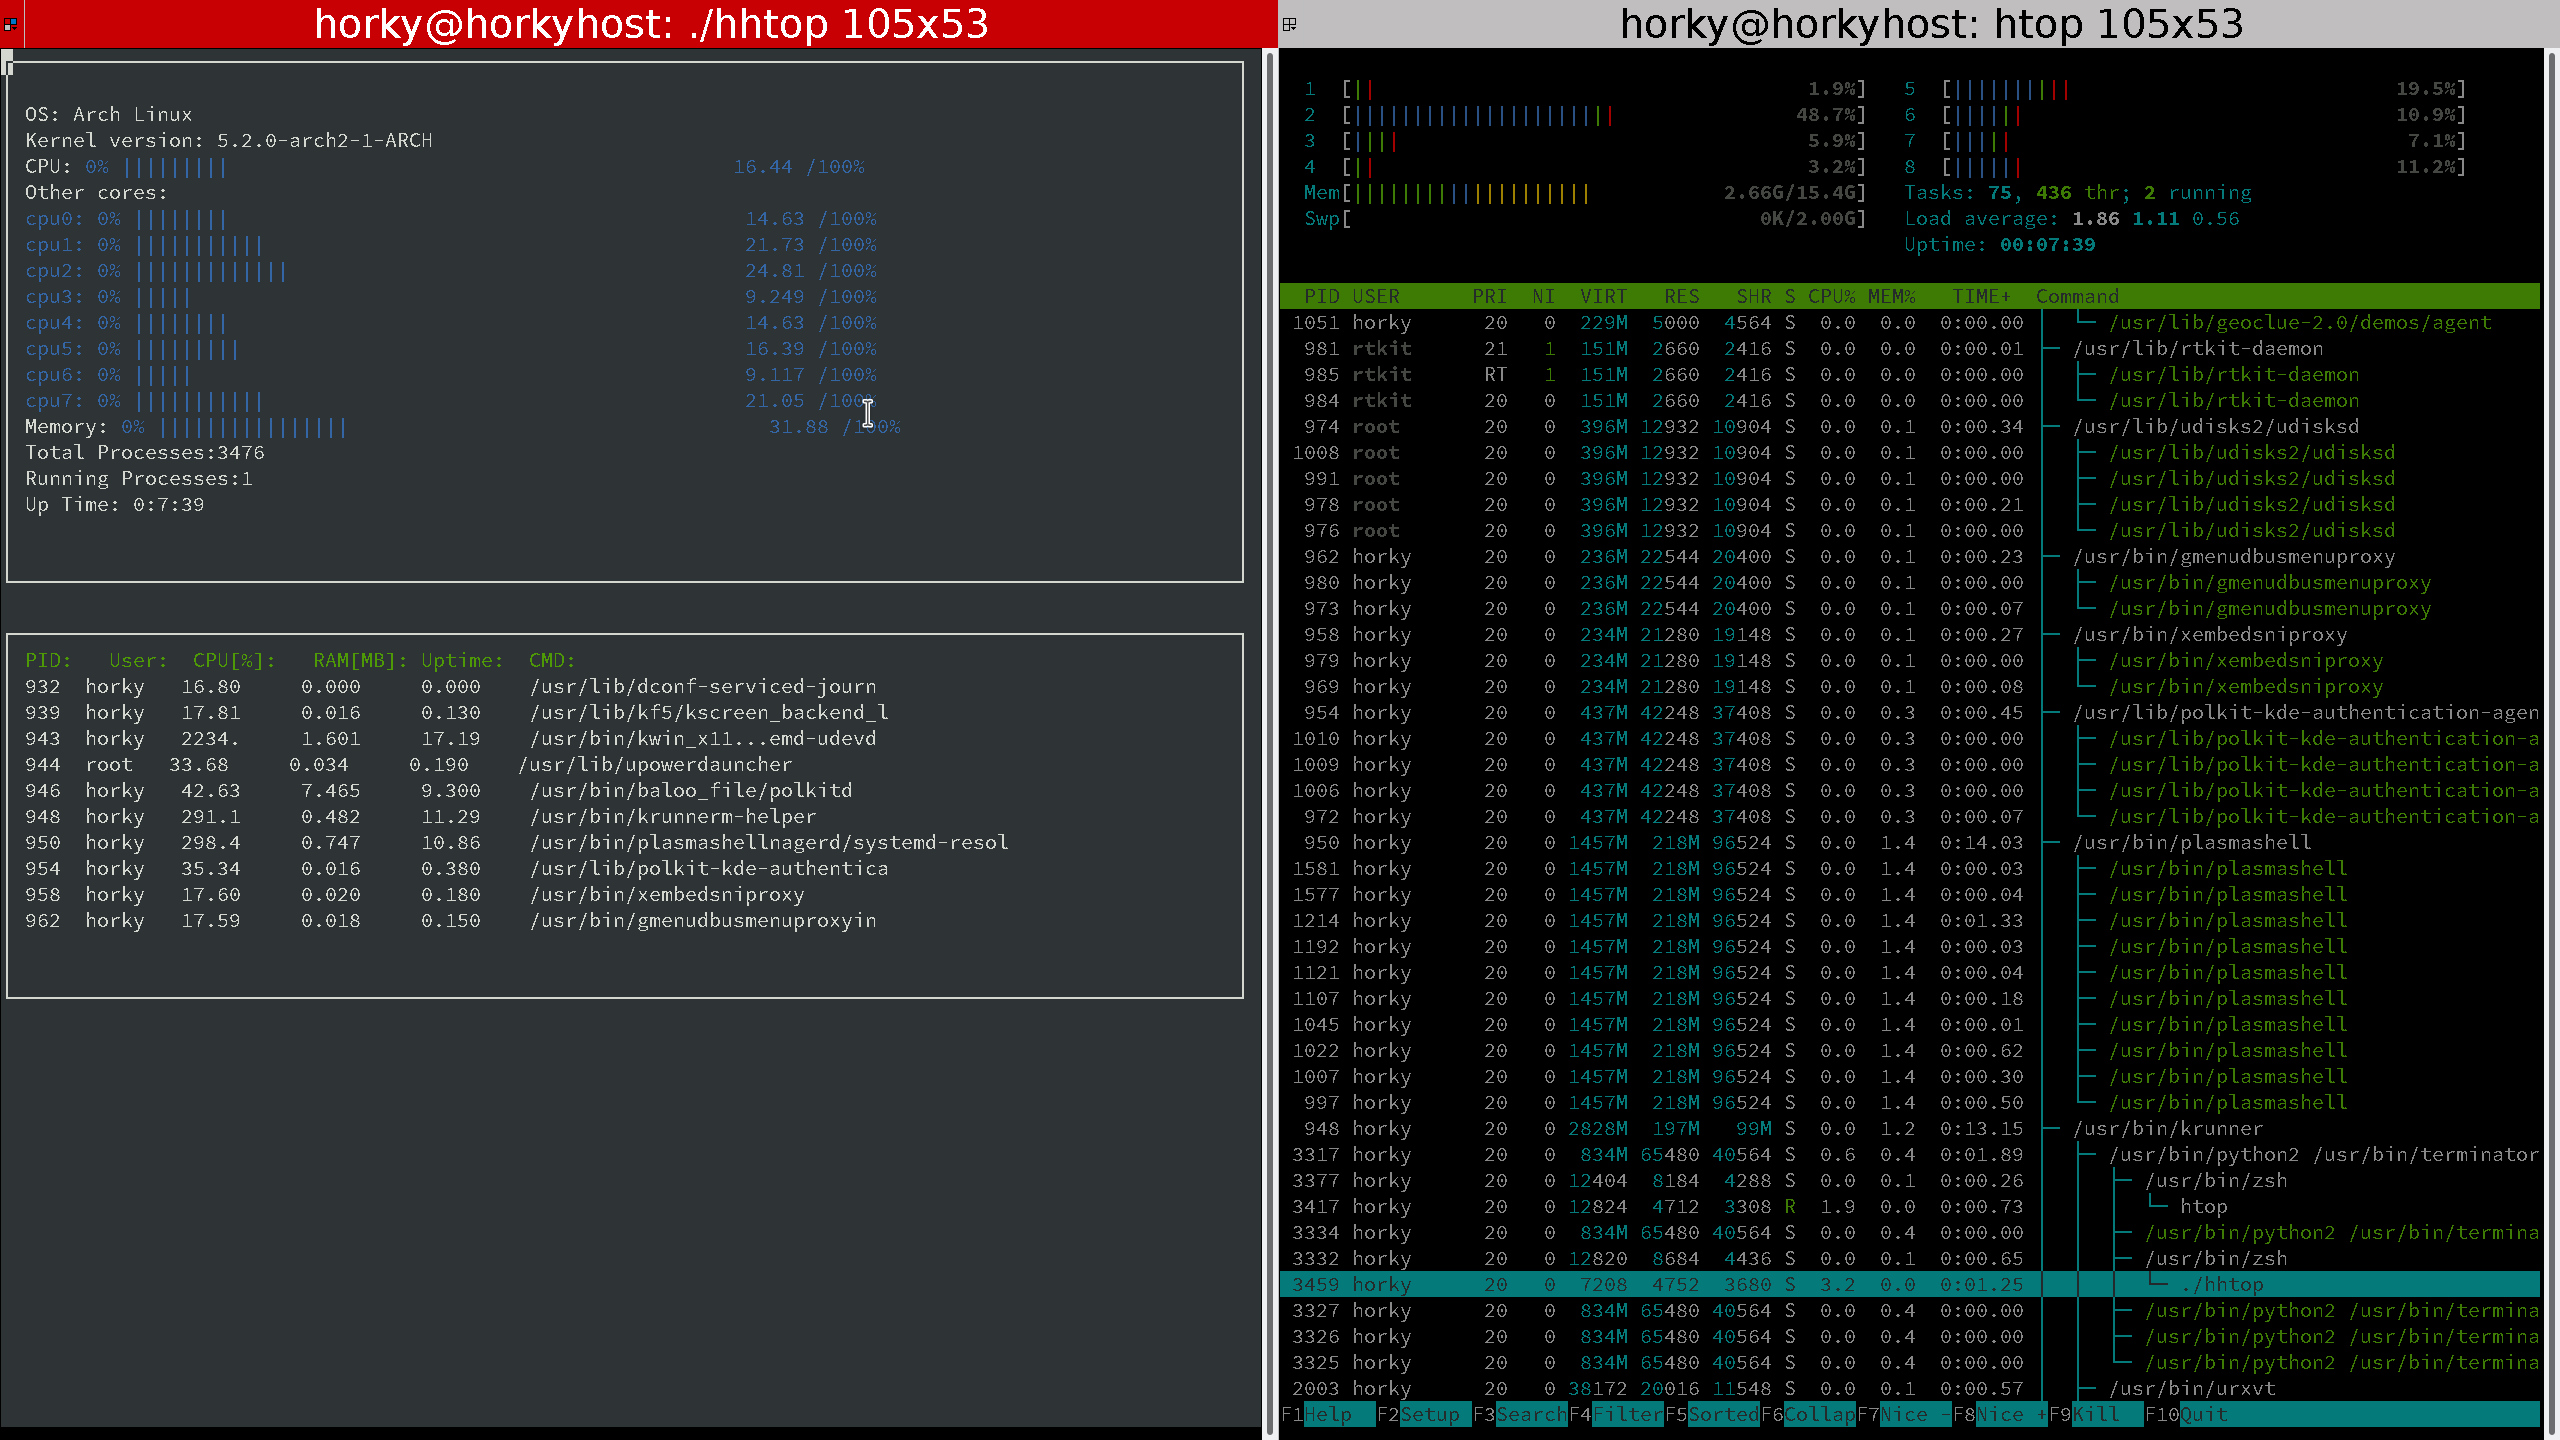 horky@horkyhost: ./hhtop 105x53
OS: Arch Linux
Kernel version: 5.2.0-arch2-1-ARCH
CPU: 0% ||||||||| 16.44 /100%
Other cores:
cpu0: 0% |||||||| 14.63 /100%
cpu1: 0% ||||||||||| 21.73 /100%
cpu2: 0% ||||||||||||| 24.81 /100%
cpu3: 0% ||||| 9.249 /100%
cpu4: 0% |||||||| 14.63 /100%
cpu5: 0% ||||||||| 16.39 /100%
cpu6: 0% ||||| 9.117 /100%
cpu7: 0% ||||||||||| 21.05 /100%
Memory: 0% |||||||||||||||| 31.88 /100%
Total Processes:3476
Running Processes:1
Up Time: 0:7:39
PID: User: CPU[%]: RAM[MB]: Uptime: CMD:
932 horky 16.80 0.000 0.000 /usr/lib/dconf-serviced-journ
939 horky 17.81 0.016 0.130 /usr/lib/kf5/kscreen_backend_l
943 horky 2234. 1.601 17.19 /usr/bin/kwin_x11...emd-udevd
944 root 33.68 0.034 0.190 /usr/lib/upowerdauncher
946 horky 42.63 7.465 9.300 /usr/bin/baloo_file/polkitd
948 horky 291.1 0.482 11.29 /usr/bin/krunnerm-helper
950 horky 298.4 0.747 10.86 /usr/bin/plasmashellnagerd/systemd-resol
954 horky 35.34 0.016 0.380 /usr/lib/polkit-kde-authentica
958 horky 17.60 0.020 0.180 /usr/bin/xembedsniproxy
962 horky 17.59 0.018 0.150 /usr/bin/gmenudbusmenuproxyin
horky@horkyhost: htop 105x53
1 [|| 1.9%] 5 [|||||||||| 19.5%]
2 [|||||||||||||||||||||| 48.7%] 6 [|||||| 10.9%]
3 [|||| 5.9%] 7 [||||| 7.1%]
4 [|| 3.2%] 8 [|||||| 11.2%]
Mem[|||||||||||||||||||| 2.66G/15.4G] Tasks: 75, 436 thr; 2 running
Swp[ 0K/2.00G] Load average: 1.86 1.11 0.56
Uptime: 00:07:39
PID USER PRI NI VIRT RES SHR S CPU% MEM% TIME+ Command
1051 horky 20 0 229M 5000 4564 S 0.0 0.0 0:00.00 │ └─ /usr/lib/geoclue-2.0/demos/agent
981 rtkit 21 1 151M 2660 2416 S 0.0 0.0 0:00.01 ├─ /usr/lib/rtkit-daemon
985 rtkit RT 1 151M 2660 2416 S 0.0 0.0 0:00.00 │ ├─ /usr/lib/rtkit-daemon
984 rtkit 20 0 151M 2660 2416 S 0.0 0.0 0:00.00 │ └─ /usr/lib/rtkit-daemon
974 root 20 0 396M 12932 10904 S 0.0 0.1 0:00.34 ├─ /usr/lib/udisks2/udisksd
1008 root 20 0 396M 12932 10904 S 0.0 0.1 0:00.00 │ ├─ /usr/lib/udisks2/udisksd
991 root 20 0 396M 12932 10904 S 0.0 0.1 0:00.00 │ ├─ /usr/lib/udisks2/udisksd
978 root 20 0 396M 12932 10904 S 0.0 0.1 0:00.21 │ ├─ /usr/lib/udisks2/udisksd
976 root 20 0 396M 12932 10904 S 0.0 0.1 0:00.00 │ └─ /usr/lib/udisks2/udisksd
962 horky 20 0 236M 22544 20400 S 0.0 0.1 0:00.23 ├─ /usr/bin/gmenudbusmenuproxy
980 horky 20 0 236M 22544 20400 S 0.0 0.1 0:00.00 │ ├─ /usr/bin/gmenudbusmenuproxy
973 horky 20 0 236M 22544 20400 S 0.0 0.1 0:00.07 │ └─ /usr/bin/gmenudbusmenuproxy
958 horky 20 0 234M 21280 19148 S 0.0 0.1 0:00.27 ├─ /usr/bin/xembedsniproxy
979 horky 20 0 234M 21280 19148 S 0.0 0.1 0:00.00 │ ├─ /usr/bin/xembedsniproxy
969 horky 20 0 234M 21280 19148 S 0.0 0.1 0:00.08 │ └─ /usr/bin/xembedsniproxy
954 horky 20 0 437M 42248 37408 S 0.0 0.3 0:00.45 ├─ /usr/lib/polkit-kde-authentication-agen
1010 horky 20 0 437M 42248 37408 S 0.0 0.3 0:00.00 │ ├─ /usr/lib/polkit-kde-authentication-a
1009 horky 20 0 437M 42248 37408 S 0.0 0.3 0:00.00 │ ├─ /usr/lib/polkit-kde-authentication-a
1006 horky 20 0 437M 42248 37408 S 0.0 0.3 0:00.00 │ ├─ /usr/lib/polkit-kde-authentication-a
972 horky 20 0 437M 42248 37408 S 0.0 0.3 0:00.07 │ └─ /usr/lib/polkit-kde-authentication-a
950 horky 20 0 1457M 218M 96524 S 0.0 1.4 0:14.03 ├─ /usr/bin/plasmashell
1581 horky 20 0 1457M 218M 96524 S 0.0 1.4 0:00.03 │ ├─ /usr/bin/plasmashell
1577 horky 20 0 1457M 218M 96524 S 0.0 1.4 0:00.04 │ ├─ /usr/bin/plasmashell
1214 horky 20 0 1457M 218M 96524 S 0.0 1.4 0:01.33 │ ├─ /usr/bin/plasmashell
1192 horky 20 0 1457M 218M 96524 S 0.0 1.4 0:00.03 │ ├─ /usr/bin/plasmashell
1121 horky 20 0 1457M 218M 96524 S 0.0 1.4 0:00.04 │ ├─ /usr/bin/plasmashell
1107 horky 20 0 1457M 218M 96524 S 0.0 1.4 0:00.18 │ ├─ /usr/bin/plasmashell
1045 horky 20 0 1457M 218M 96524 S 0.0 1.4 0:00.01 │ ├─ /usr/bin/plasmashell
1022 horky 20 0 1457M 218M 96524 S 0.0 1.4 0:00.62 │ ├─ /usr/bin/plasmashell
1007 horky 20 0 1457M 218M 96524 S 0.0 1.4 0:00.30 │ ├─ /usr/bin/plasmashell
997 horky 20 0 1457M 218M 96524 S 0.0 1.4 0:00.50 │ └─ /usr/bin/plasmashell
948 horky 20 0 2828M 197M 99M S 0.0 1.2 0:13.15 ├─ /usr/bin/krunner
3317 horky 20 0 834M 65480 40564 S 0.6 0.4 0:01.89 │ ├─ /usr/bin/python2 /usr/bin/terminator
3377 horky 20 0 12404 8184 4288 S 0.0 0.1 0:00.26 │ │ ├─ /usr/bin/zsh
3417 horky 20 0 12824 4712 3308 R 1.9 0.0 0:00.73 │ │ │ └─ htop
3334 horky 20 0 834M 65480 40564 S 0.0 0.4 0:00.00 │ │ ├─ /usr/bin/python2 /usr/bin/termina
3332 horky 20 0 12820 8684 4436 S 0.0 0.1 0:00.65 │ │ ├─ /usr/bin/zsh
3459 horky 20 0 7208 4752 3680 S 3.2 0.0 0:01.25 │ │ │ └─ ./hhtop
3327 horky 20 0 834M 65480 40564 S 0.0 0.4 0:00.00 │ │ ├─ /usr/bin/python2 /usr/bin/termina
3326 horky 20 0 834M 65480 40564 S 0.0 0.4 0:00.00 │ │ ├─ /usr/bin/python2 /usr/bin/termina
3325 horky 20 0 834M 65480 40564 S 0.0 0.4 0:00.00 │ │ └─ /usr/bin/python2 /usr/bin/termina
2003 horky 20 0 38172 20016 11548 S 0.0 0.1 0:00.57 │ ├─ /usr/bin/urxvt
F1Help F2Setup F3SearchF4FilterF5SortedF6CollapF7Nice -F8Nice +F9Kill F10Quit